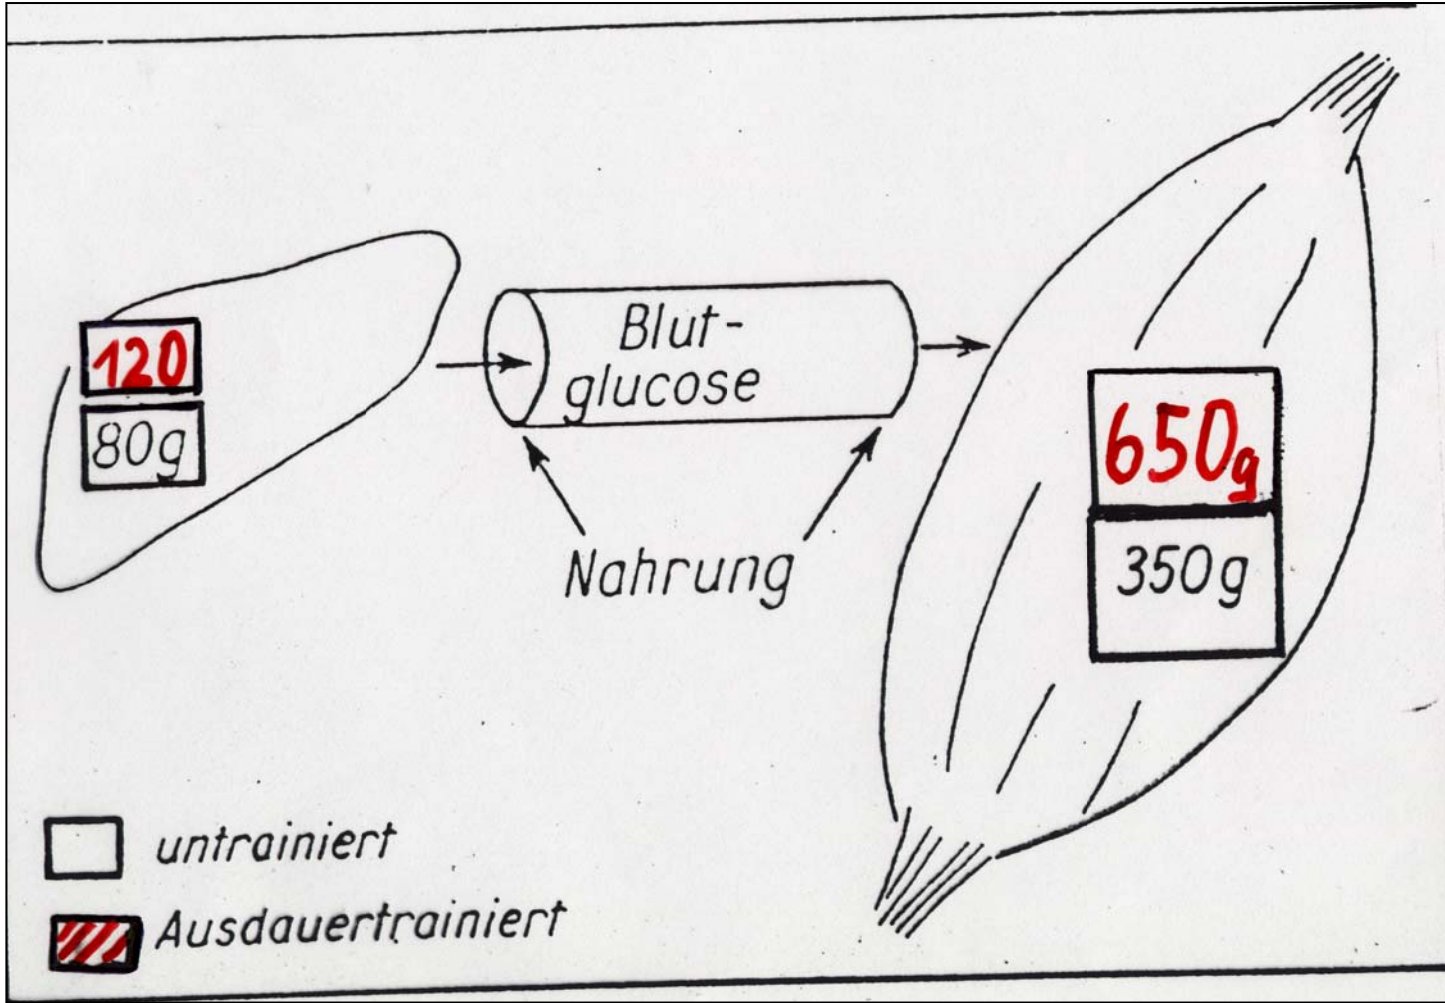 120
80g
Blut-
glucose
Nahrung
650g
350g
untrainiert
Ausdauertrainiert